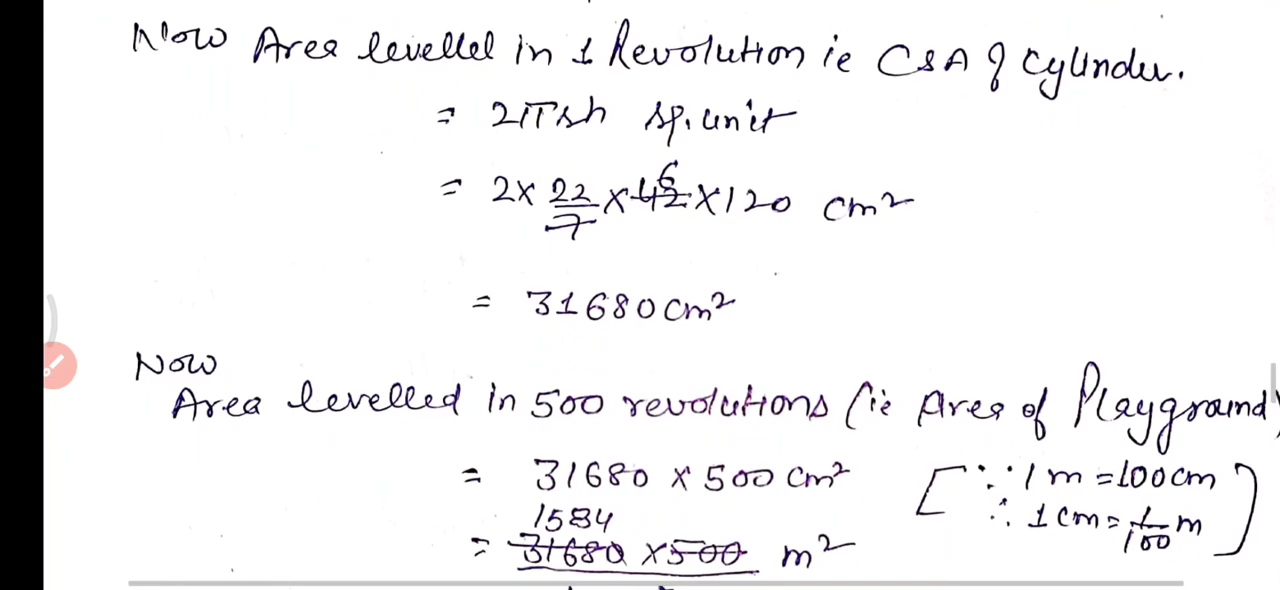 Now Area levelled in 1 Revolution ie CSA of cylinder.
= 2πrh sq. unit
= 2× 22/7 ×42 6 ×120 cm²
= 31680 cm²
Now
Area levelled in 500 revolutions (ie Area of Playground)
= 31680 × 500 cm² [∵ 1 m = 100 cm
1584 ∴ 1 cm = 1/100 m]
= 31680 ×500 m²